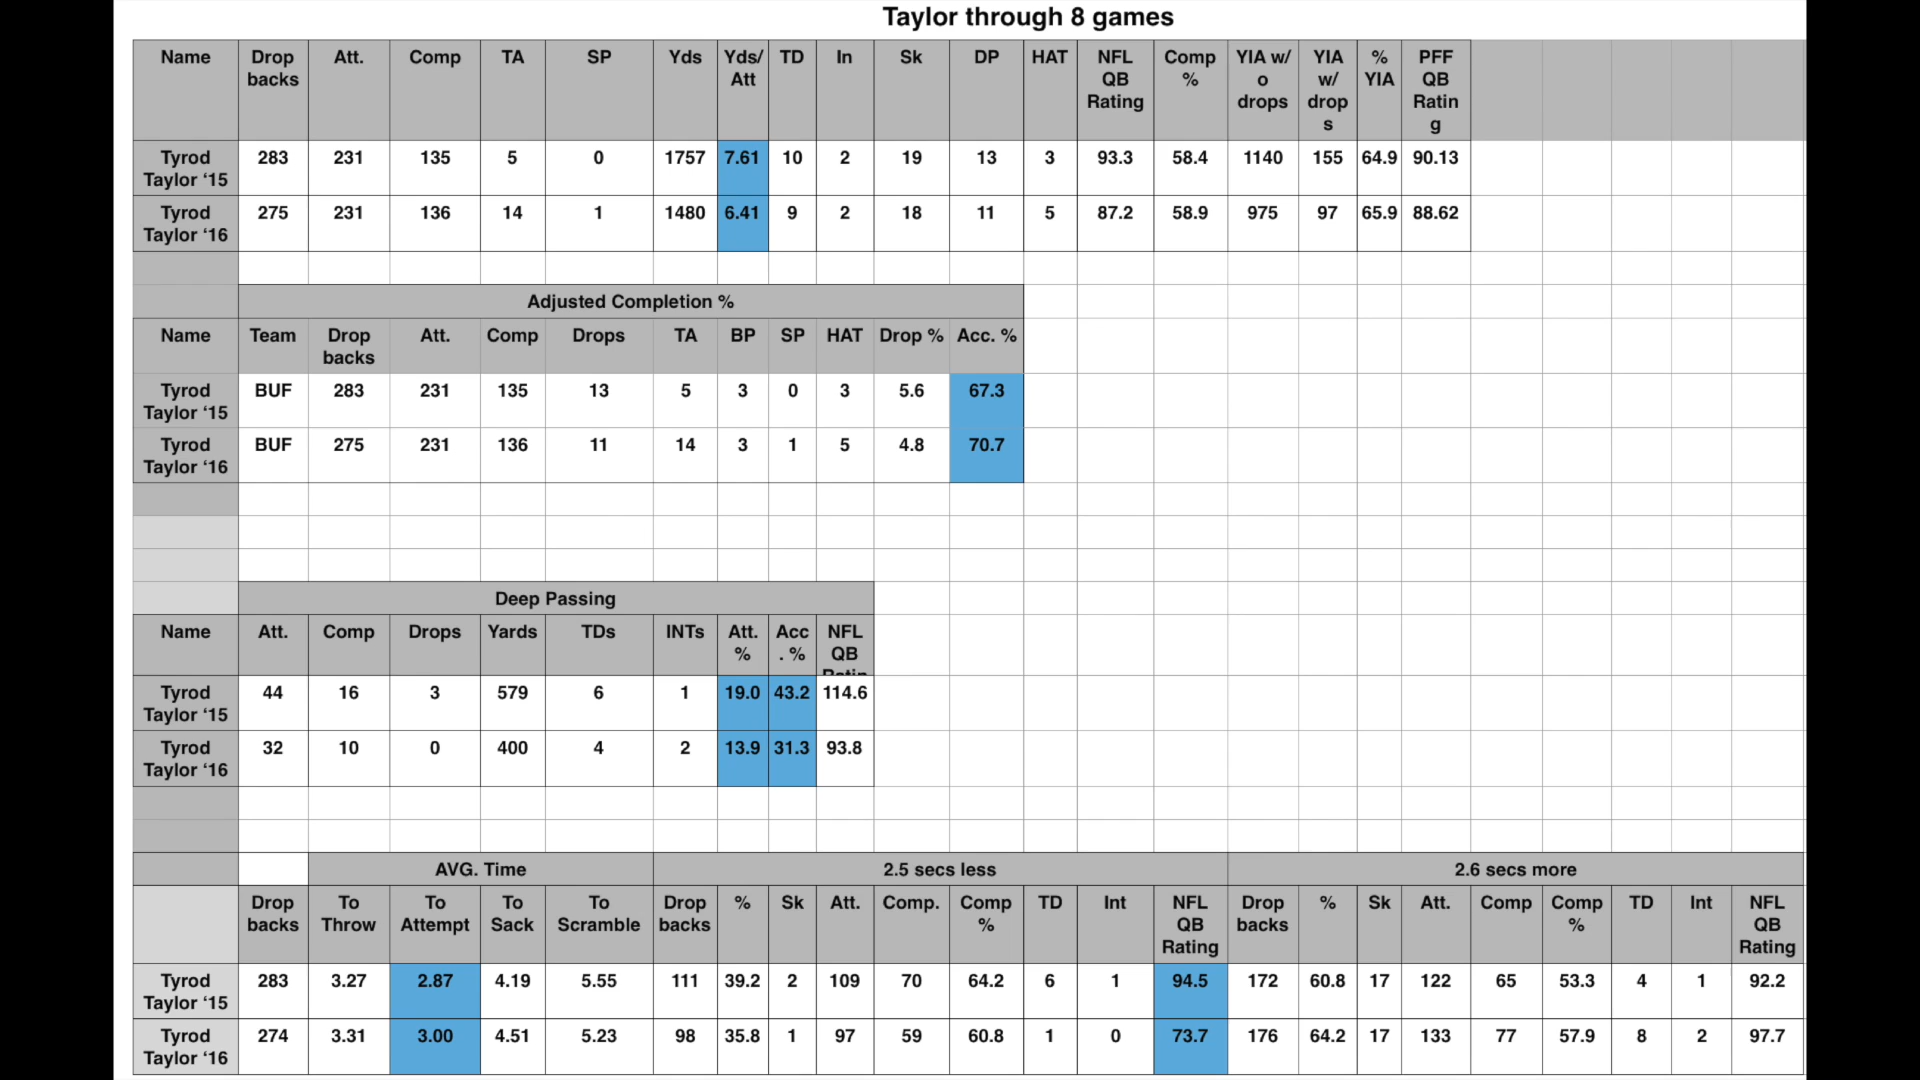 Taylor through 8 games
Name Drop backs Att. Comp TA SP Yds Yds/ Att TD In Sk DP HAT NFL QB Rating Comp % YIA w/ o drops YIA w/ drop s % YIA PFF QB Ratin g
Tyrod Taylor ‘15 283 231 135 5 0 1757 7.61 10 2 19 13 3 93.3 58.4 1140 155 64.9 90.13
Tyrod Taylor ‘16 275 231 136 14 1 1480 6.41 9 2 18 11 5 87.2 58.9 975 97 65.9 88.62
Adjusted Completion %
Name Team Drop backs Att. Comp Drops TA BP SP HAT Drop % Acc. %
Tyrod Taylor ‘15 BUF 283 231 135 13 5 3 0 3 5.6 67.3
Tyrod Taylor ‘16 BUF 275 231 136 11 14 3 1 5 4.8 70.7
Deep Passing
Name Att. Comp Drops Yards TDs INTs Att. % Acc . % NFL QB Ratin
Tyrod Taylor ‘15 44 16 3 579 6 1 19.0 43.2 114.6
Tyrod Taylor ‘16 32 10 0 400 4 2 13.9 31.3 93.8
AVG. Time 2.5 secs less 2.6 secs more
Drop backs To Throw To Attempt To Sack To Scramble Drop backs % Sk Att. Comp. Comp % TD Int NFL QB Rating Drop backs % Sk Att. Comp Comp % TD Int NFL QB Rating
Tyrod Taylor ‘15 283 3.27 2.87 4.19 5.55 111 39.2 2 109 70 64.2 6 1 94.5 172 60.8 17 122 65 53.3 4 1 92.2
Tyrod Taylor ‘16 274 3.31 3.00 4.51 5.23 98 35.8 1 97 59 60.8 1 0 73.7 176 64.2 17 133 77 57.9 8 2 97.7